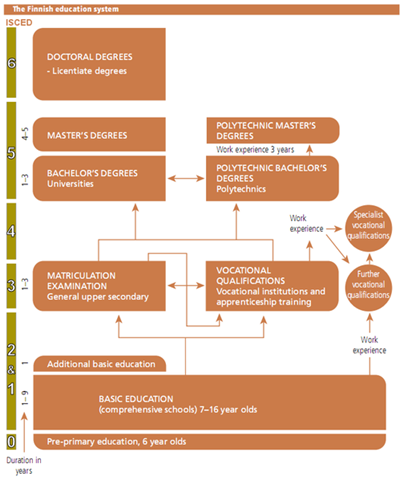 The Finnish education system
ISCED
6
DOCTORAL DEGREES
- Licentiate degrees
5
4–5
MASTER'S DEGREES
POLYTECHNIC MASTER'S
DEGREES
Work experience 3 years
1–3
BACHELOR'S DEGREES
Universities
POLYTECHNIC BACHELOR'S
DEGREES
Polytechnics
4
Work
experience
Specialist
vocational
qualifications
3
1–3
MATRICULATION
EXAMINATION
General upper secondary
VOCATIONAL
QUALIFICATIONS
Vocational institutions and
apprenticeship training
Further
vocational
qualifications
Work
experience
2
&
1
1
Additional basic education
1–9
BASIC EDUCATION
(comprehensive schools) 7–16 year olds
0
Pre-primary education, 6 year olds
Duration in
years